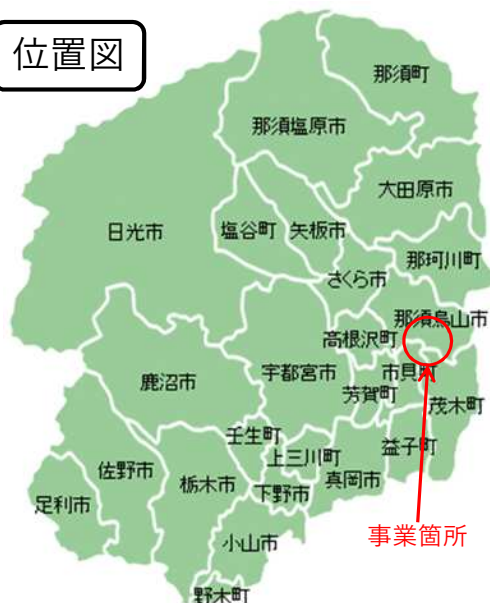 位置図
那須町
那須塩原市
大田原市
日光市
塩谷町
矢板市
那珂川町
さくら市
那須烏山市
高根沢町
宇都宮市
市貝町
鹿沼市
芳賀町
茂木町
壬生町
上三川町
益子町
佐野市
栃木市
下野市
真岡市
足利市
小山市
事業箇所
野木町